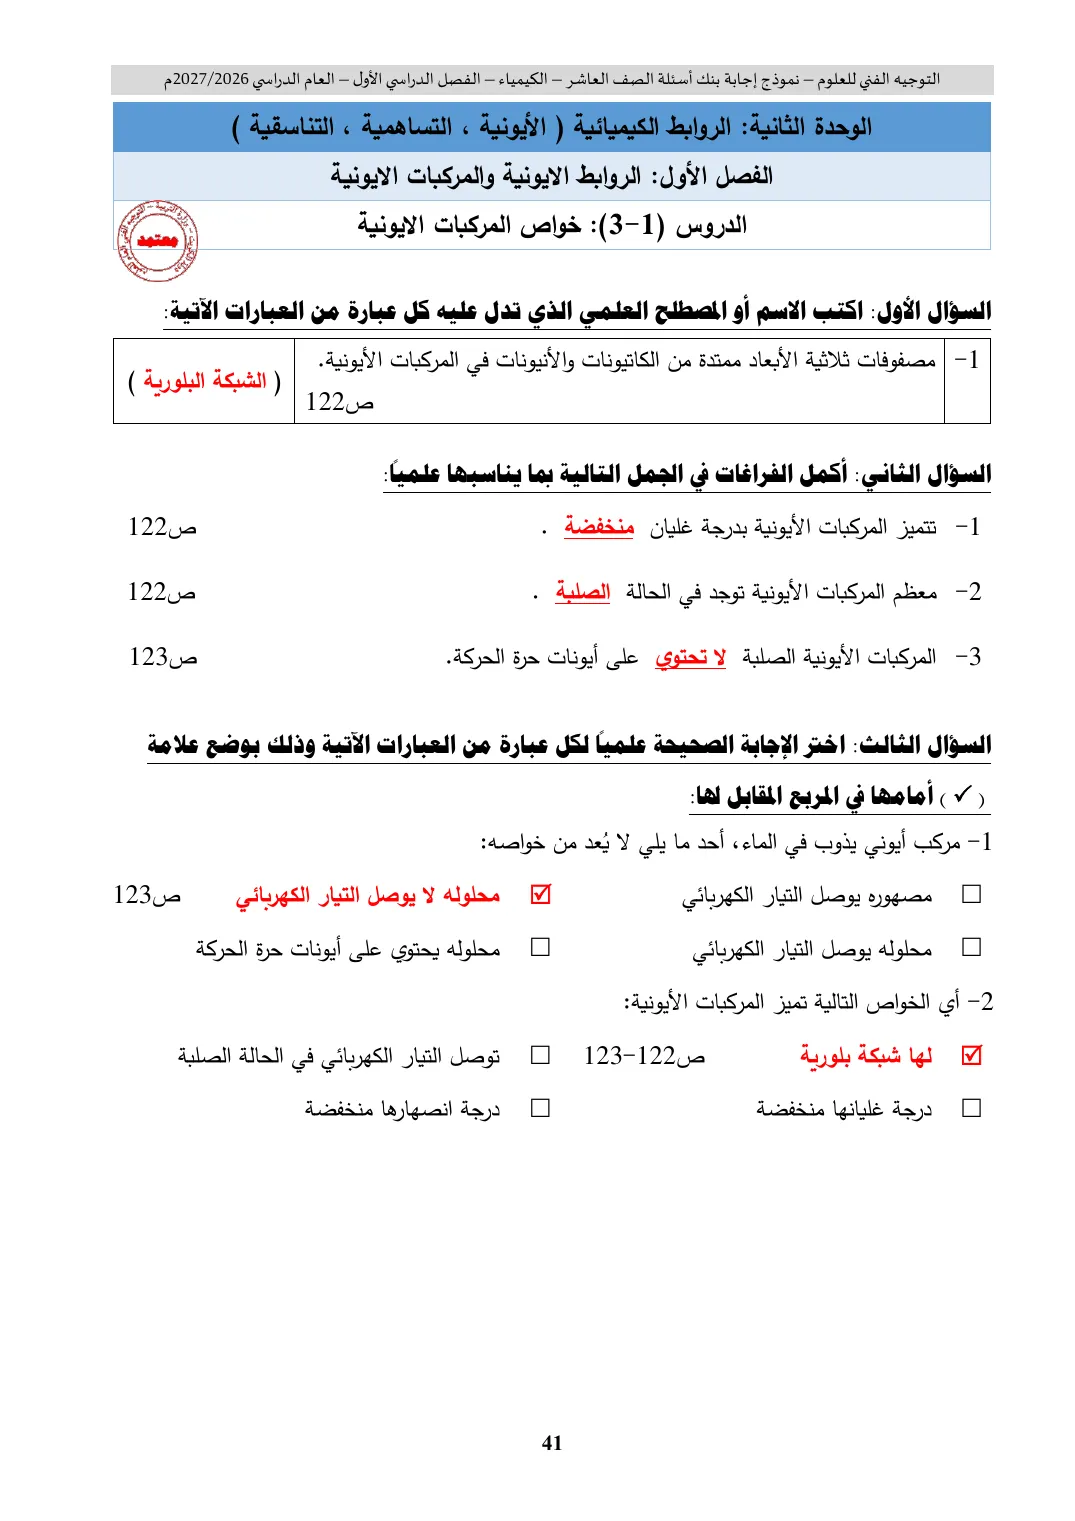 التوجيه الفني للعلوم – نموذج إجابة بنك أسئلة الصف العاشر – الكيمياء – الفصل الدراسي الأول – العام الدراسي 2027/2026م
الوحدة الثانية: الروابط الكيميائية ( الأيونية ، التساهمية ، التناسقية )
الفصل الأول: الروابط الايونية والمركبات الايونية
الدروس (1-3): خواص المركبات الايونية
معتمد
السؤال الأول: اكتب الاسم أو المصطلح العلمي الذي تدل عليه كل عبارة من العبارات الآتية:
1- مصفوفات ثلاثية الأبعاد ممتدة من الكاتيونات والأنيونات في المركبات الأيونية. ( الشبكة البلورية )
ص122
السؤال الثاني: أكمل الفراغات في الجمل التالية بما يناسبها علمياً:
1- تتميز المركبات الأيونية بدرجة غليان منخفضة . ص122
2- معظم المركبات الأيونية توجد في الحالة الصلبة . ص122
3- المركبات الأيونية الصلبة لا تحتوي على أيونات حرة الحركة. ص123
السؤال الثالث: اختر الإجابة الصحيحة علمياً لكل عبارة من العبارات الآتية وذلك بوضع علامة
( ✓ ) أمامها في المربع المقابل لها:
1- مركب أيوني يذوب في الماء، أحد ما يلي لا يُعد من خواصه:
☐ مصهوره يوصل التيار الكهربائي ☑ محلوله لا يوصل التيار الكهربائي ص123
☐ محلوله يوصل التيار الكهربائي ☐ محلوله يحتوي على أيونات حرة الحركة
2- أي الخواص التالية تميز المركبات الأيونية:
☑ لها شبكة بلورية ص122-123 ☐ توصل التيار الكهربائي في الحالة الصلبة
☐ درجة غليانها منخفضة ☐ درجة انصهارها منخفضة
41